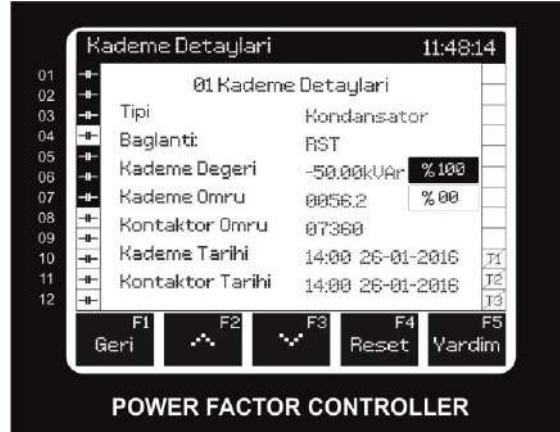 Kademe Detaylari 11:48:14
01 Kademe Detaylari
01
02
03
04
05
06
07
08
09
10
11
12
Tipi Kondansator
Baglanti: RST
Kademe Degeri -50.00kVAr %100
Kademe Omru 0056.2 %00
Kontaktor Omru 07360
Kademe Tarihi 14:00 26-01-2016
Kontaktor Tarihi 14:00 26-01-2016
T1
T2
T3
F1 F2 F3 F4 F5
Geri Reset Yardim
POWER FACTOR CONTROLLER